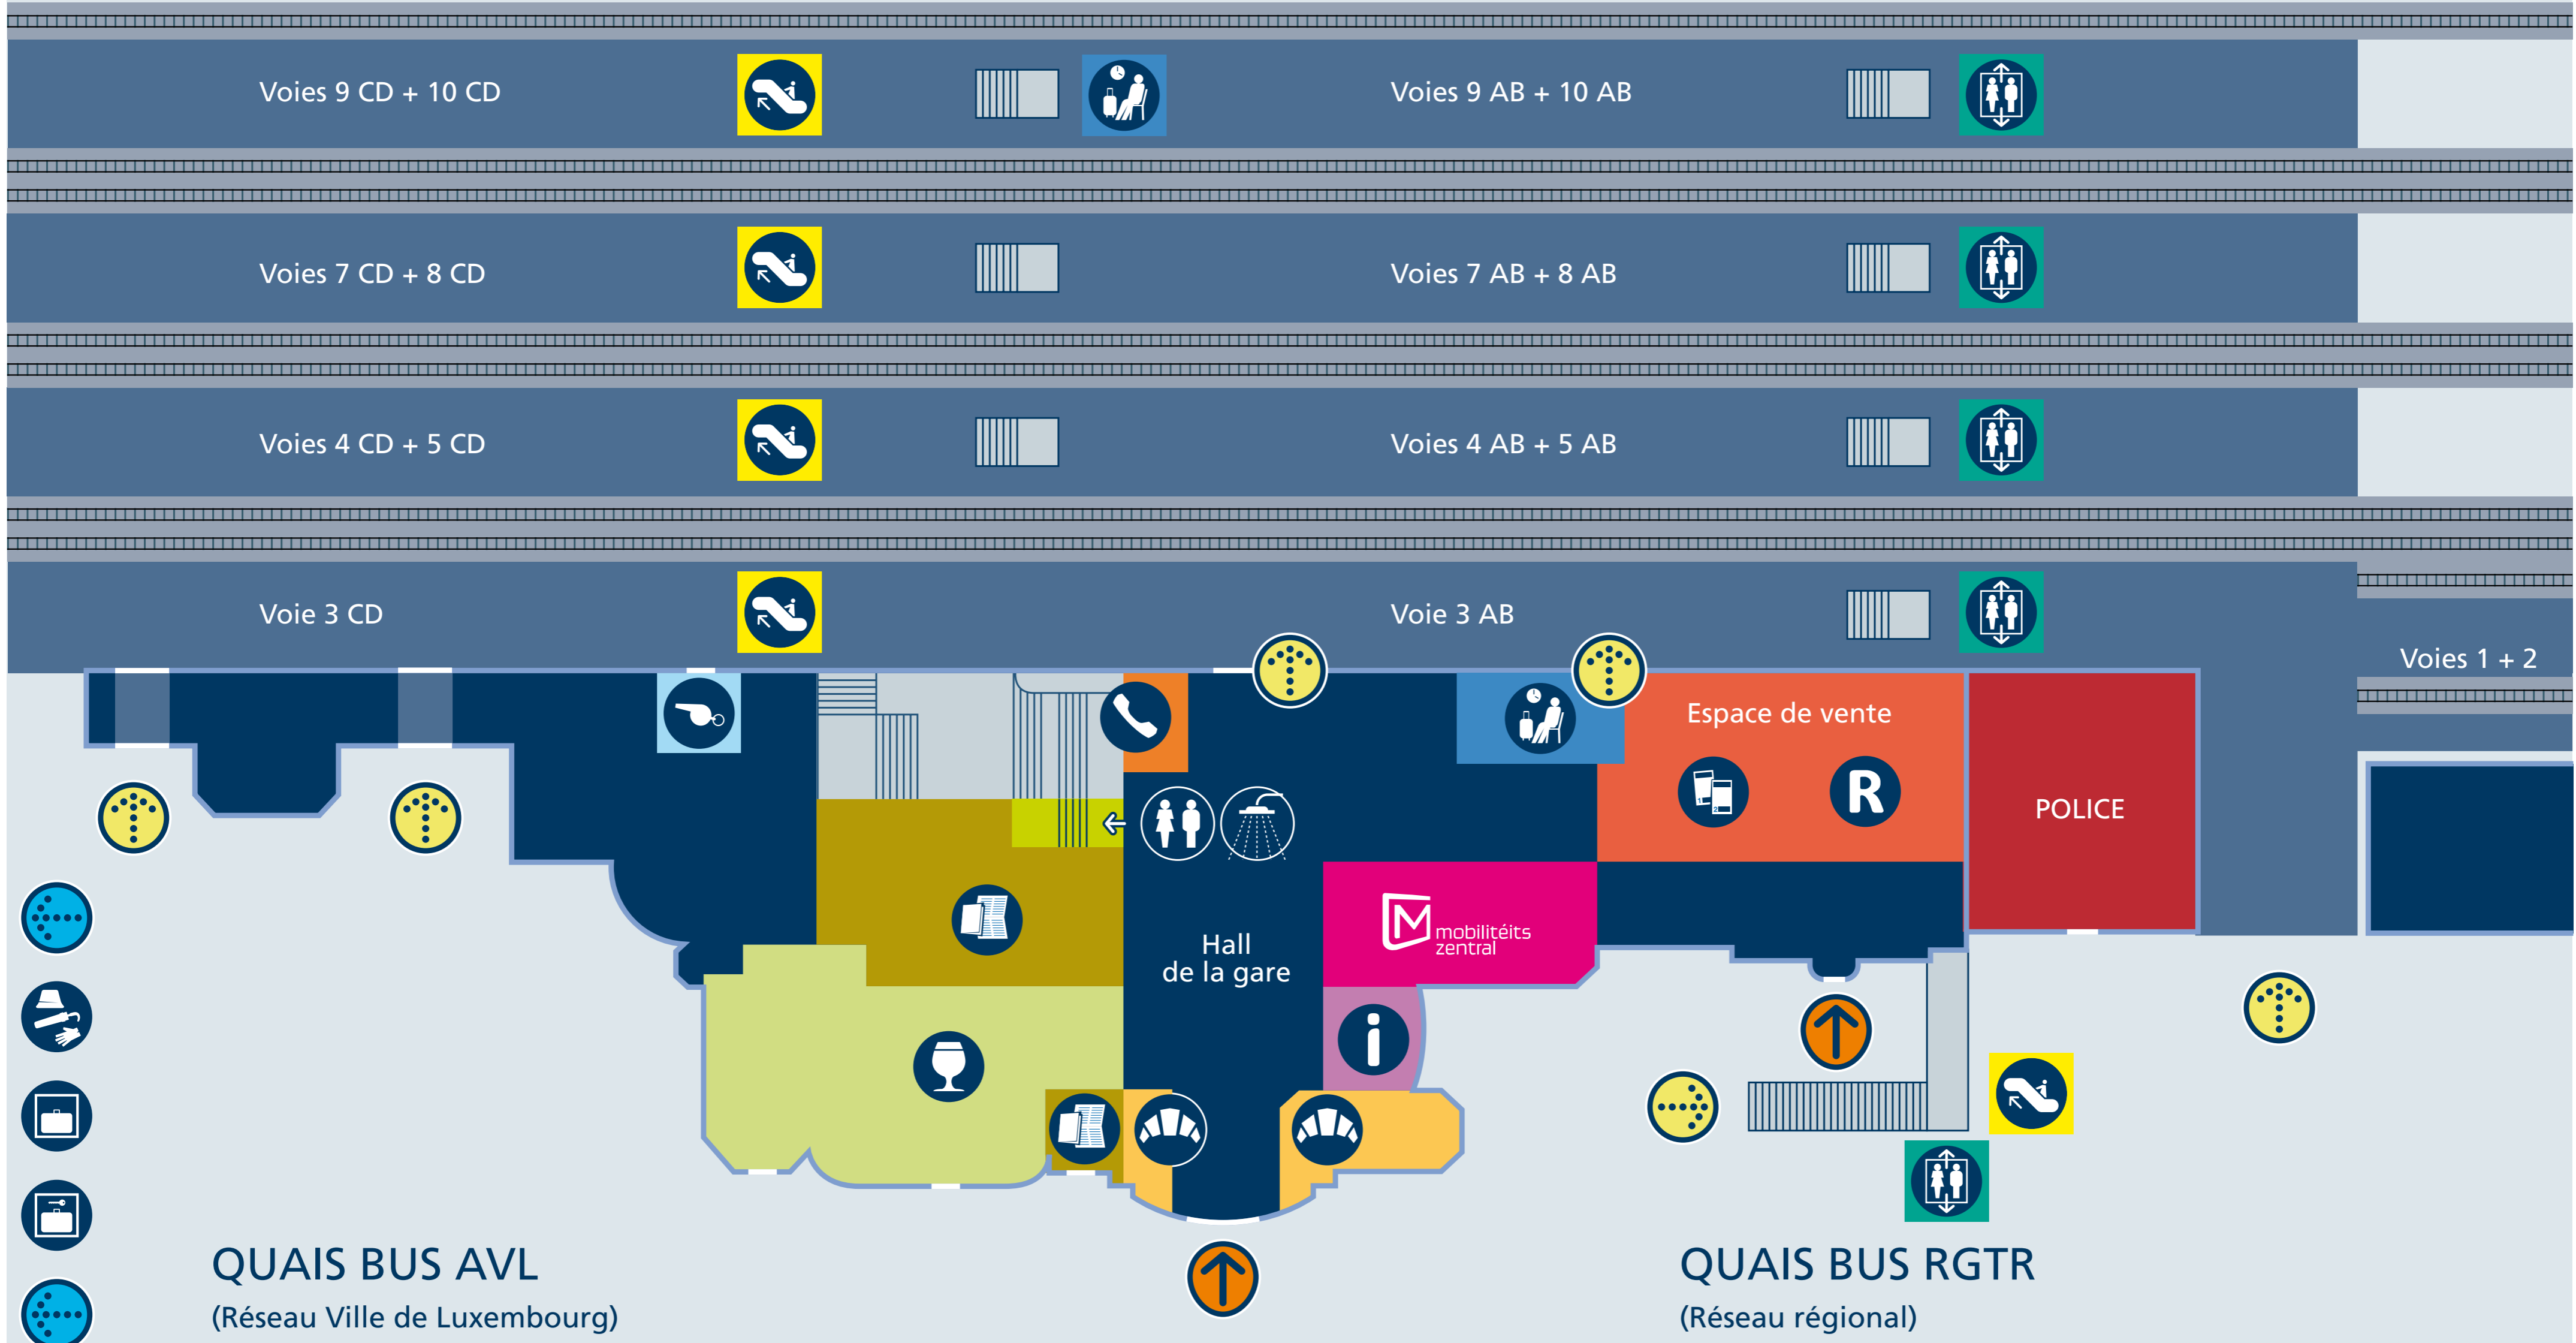 Voies 9 CD + 10 CD
Voies 9 AB + 10 AB
Voies 7 CD + 8 CD
Voies 7 AB + 8 AB
Voies 4 CD + 5 CD
Voies 4 AB + 5 AB
Voie 3 CD
Voie 3 AB
Voies 1 + 2
Espace de vente
1
2
R
POLICE
M
mobilitéits
zentral
Hall
de la gare
i
QUAIS BUS AVL
(Réseau Ville de Luxembourg)
QUAIS BUS RGTR
(Réseau régional)